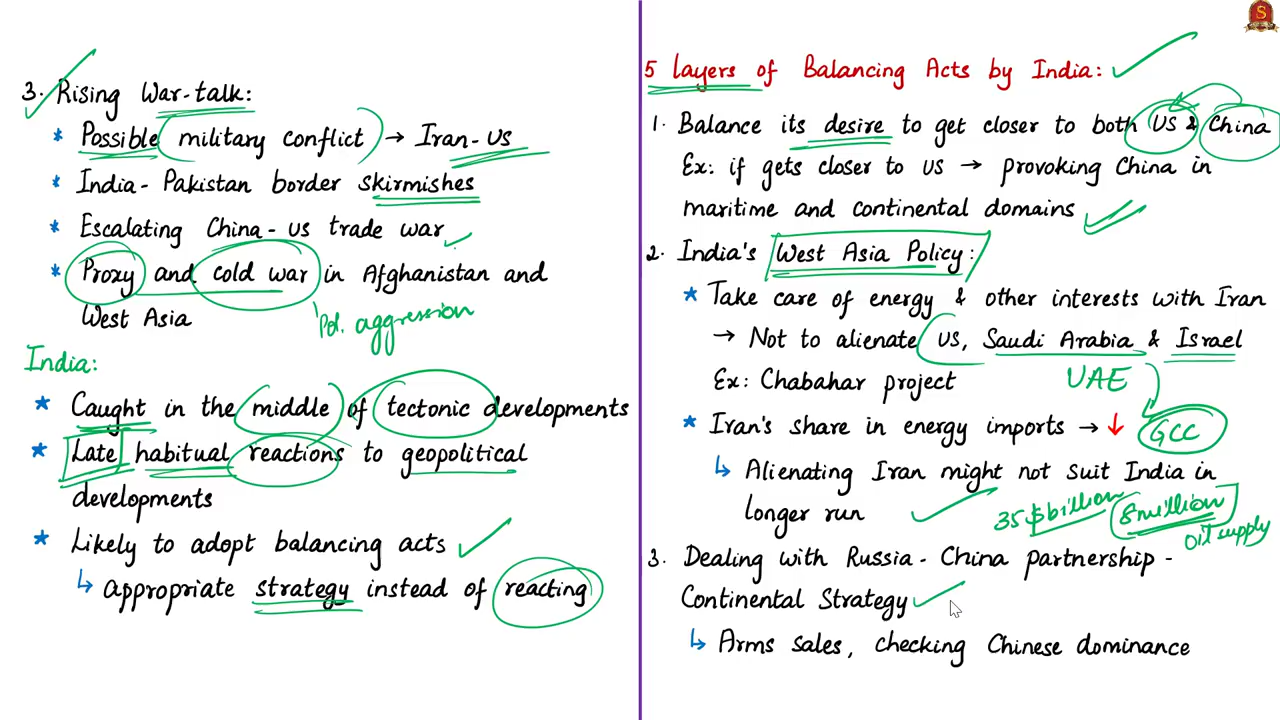 3. Rising War-talk:
* Possible military conflict → Iran-US
* India-Pakistan border skirmishes
* Escalating China-US trade war
* Proxy and cold war in Afghanistan and
West Asia
Pol. aggression
India:
* Caught in the middle of tectonic developments
* Late habitual reactions to geopolitical
developments
* Likely to adopt balancing acts
↳ Appropriate strategy instead of reacting
S
5 layers of Balancing Acts by India:
1. Balance its desire to get closer to both US & China
Ex: if gets closer to US → provoking China in
maritime and continental domains
2. India's West Asia Policy:
* Take care of energy & other interests with Iran
→ Not to alienate US, Saudi Arabia & Israel
Ex: Chabahar project
UAE
* Iran's share in energy imports → ↓ GCC
↳ Alienating Iran might not suit India in
longer run
35 $ billion 8 million
oil supply
3. Dealing with Russia-China partnership -
Continental Strategy
↳ Arms sales, checking Chinese dominance